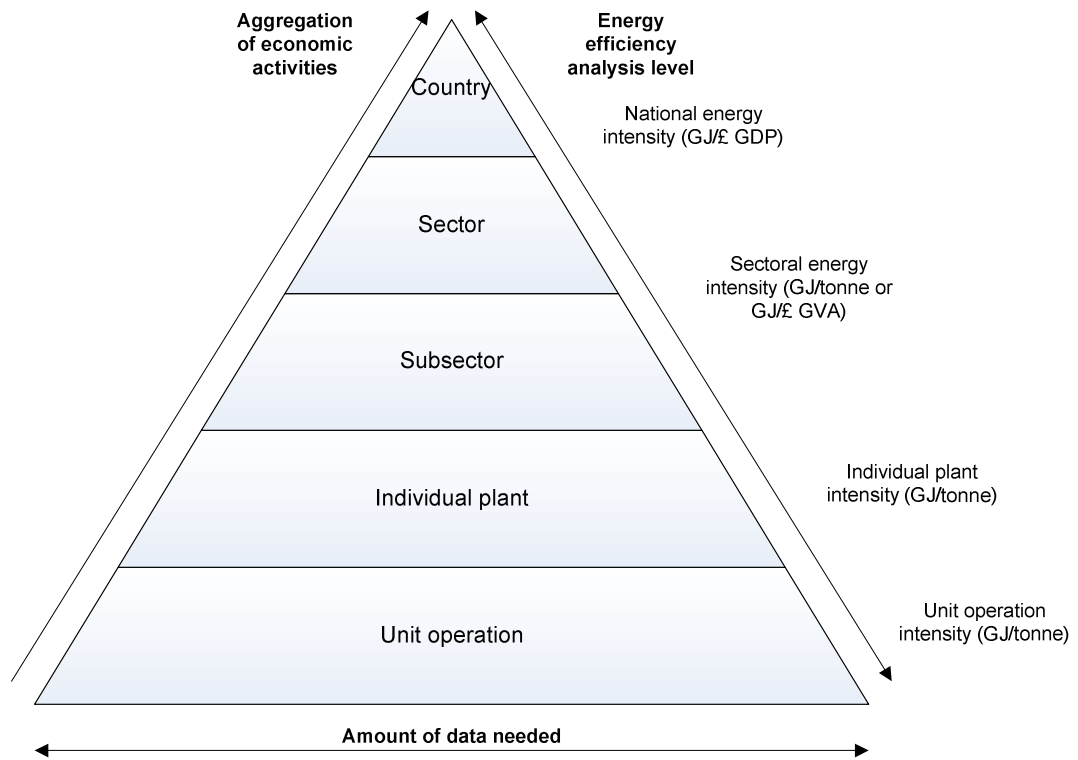 Aggregation
of economic
activities
Energy
efficiency
analysis level
Country
National energy
intensity (GJ/£ GDP)
Sector
Sectoral energy
intensity (GJ/tonne or
GJ/£ GVA)
Subsector
Individual plant
Individual plant
intensity (GJ/tonne)
Unit operation
Unit operation
intensity (GJ/tonne)
Amount of data needed